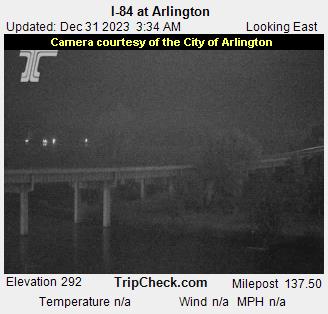 I-84 at Arlington
Updated: Dec 31 2023 3:34 AM Looking East
Camera courtesy of the City of Arlington
Elevation 292 TripCheck.com Milepost 137.50
Temperature n/a Wind n/a MPH n/a